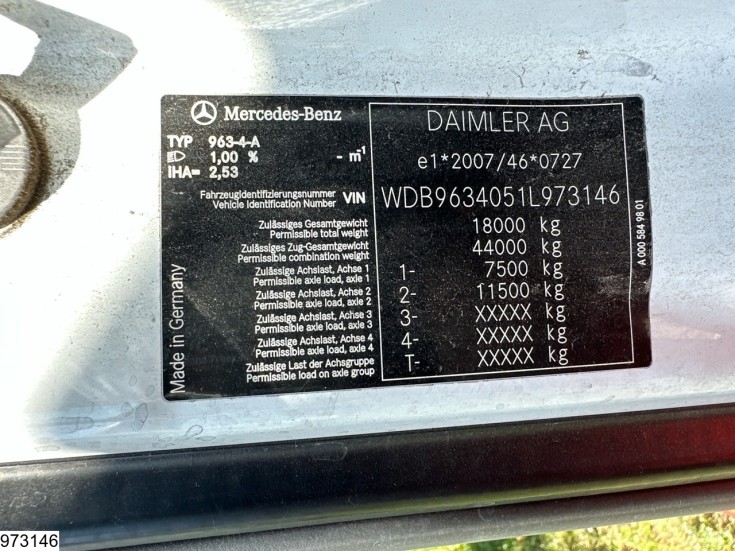 Mercedes-Benz
TYP 963-4-A
1,00 % - m-1
IHA= 2,53
DAIMLER AG
e1*2007/46*0727
Fahrzeugidentifizierungsnummer
Vehicle Identification Number VIN WDB9634051L973146
Zulässiges Gesamtgewicht
Permissible total weight 18000 kg
Zulässiges Zug-Gesamtgewicht
Permissible combination weight 44000 kg
Zulässige Achslast, Achse 1
Permissible axle load, axle 1 1- 7500 kg
Zulässige Achslast, Achse 2
Permissible axle load, axle 2 2- 11500 kg
Zulässige Achslast, Achse 3
Permissible axle load, axle 3 3- XXXXX kg
Zulässige Achslast, Achse 4
Permissible axle load, axle 4 4- XXXXX kg
Zulässige Last der Achsgruppe
Permissible load on axle group T- XXXXX kg
Made in Germany
A 000 584 98 01
973146